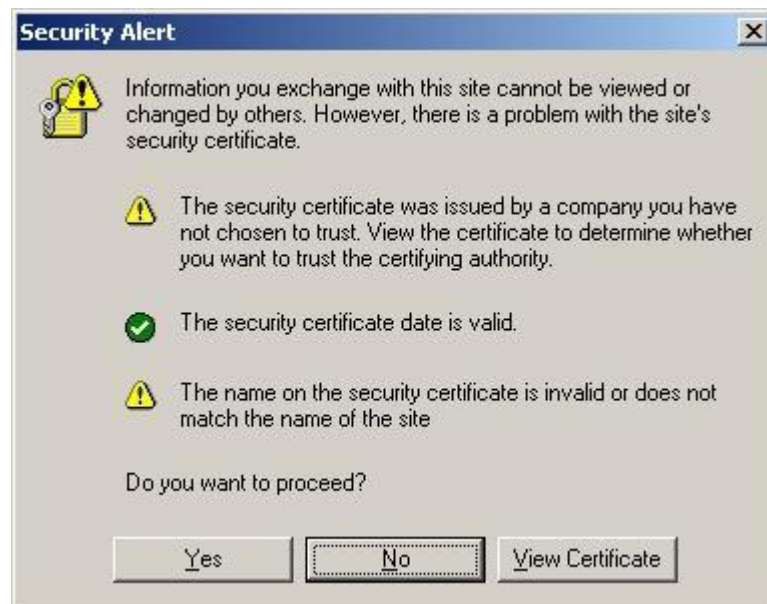 Security Alert
Information you exchange with this site cannot be viewed or
changed by others. However, there is a problem with the site's
security certificate.
The security certificate was issued by a company you have
not chosen to trust. View the certificate to determine whether
you want to trust the certifying authority.
The security certificate date is valid.
The name on the security certificate is invalid or does not
match the name of the site
Do you want to proceed?
Yes No View Certificate